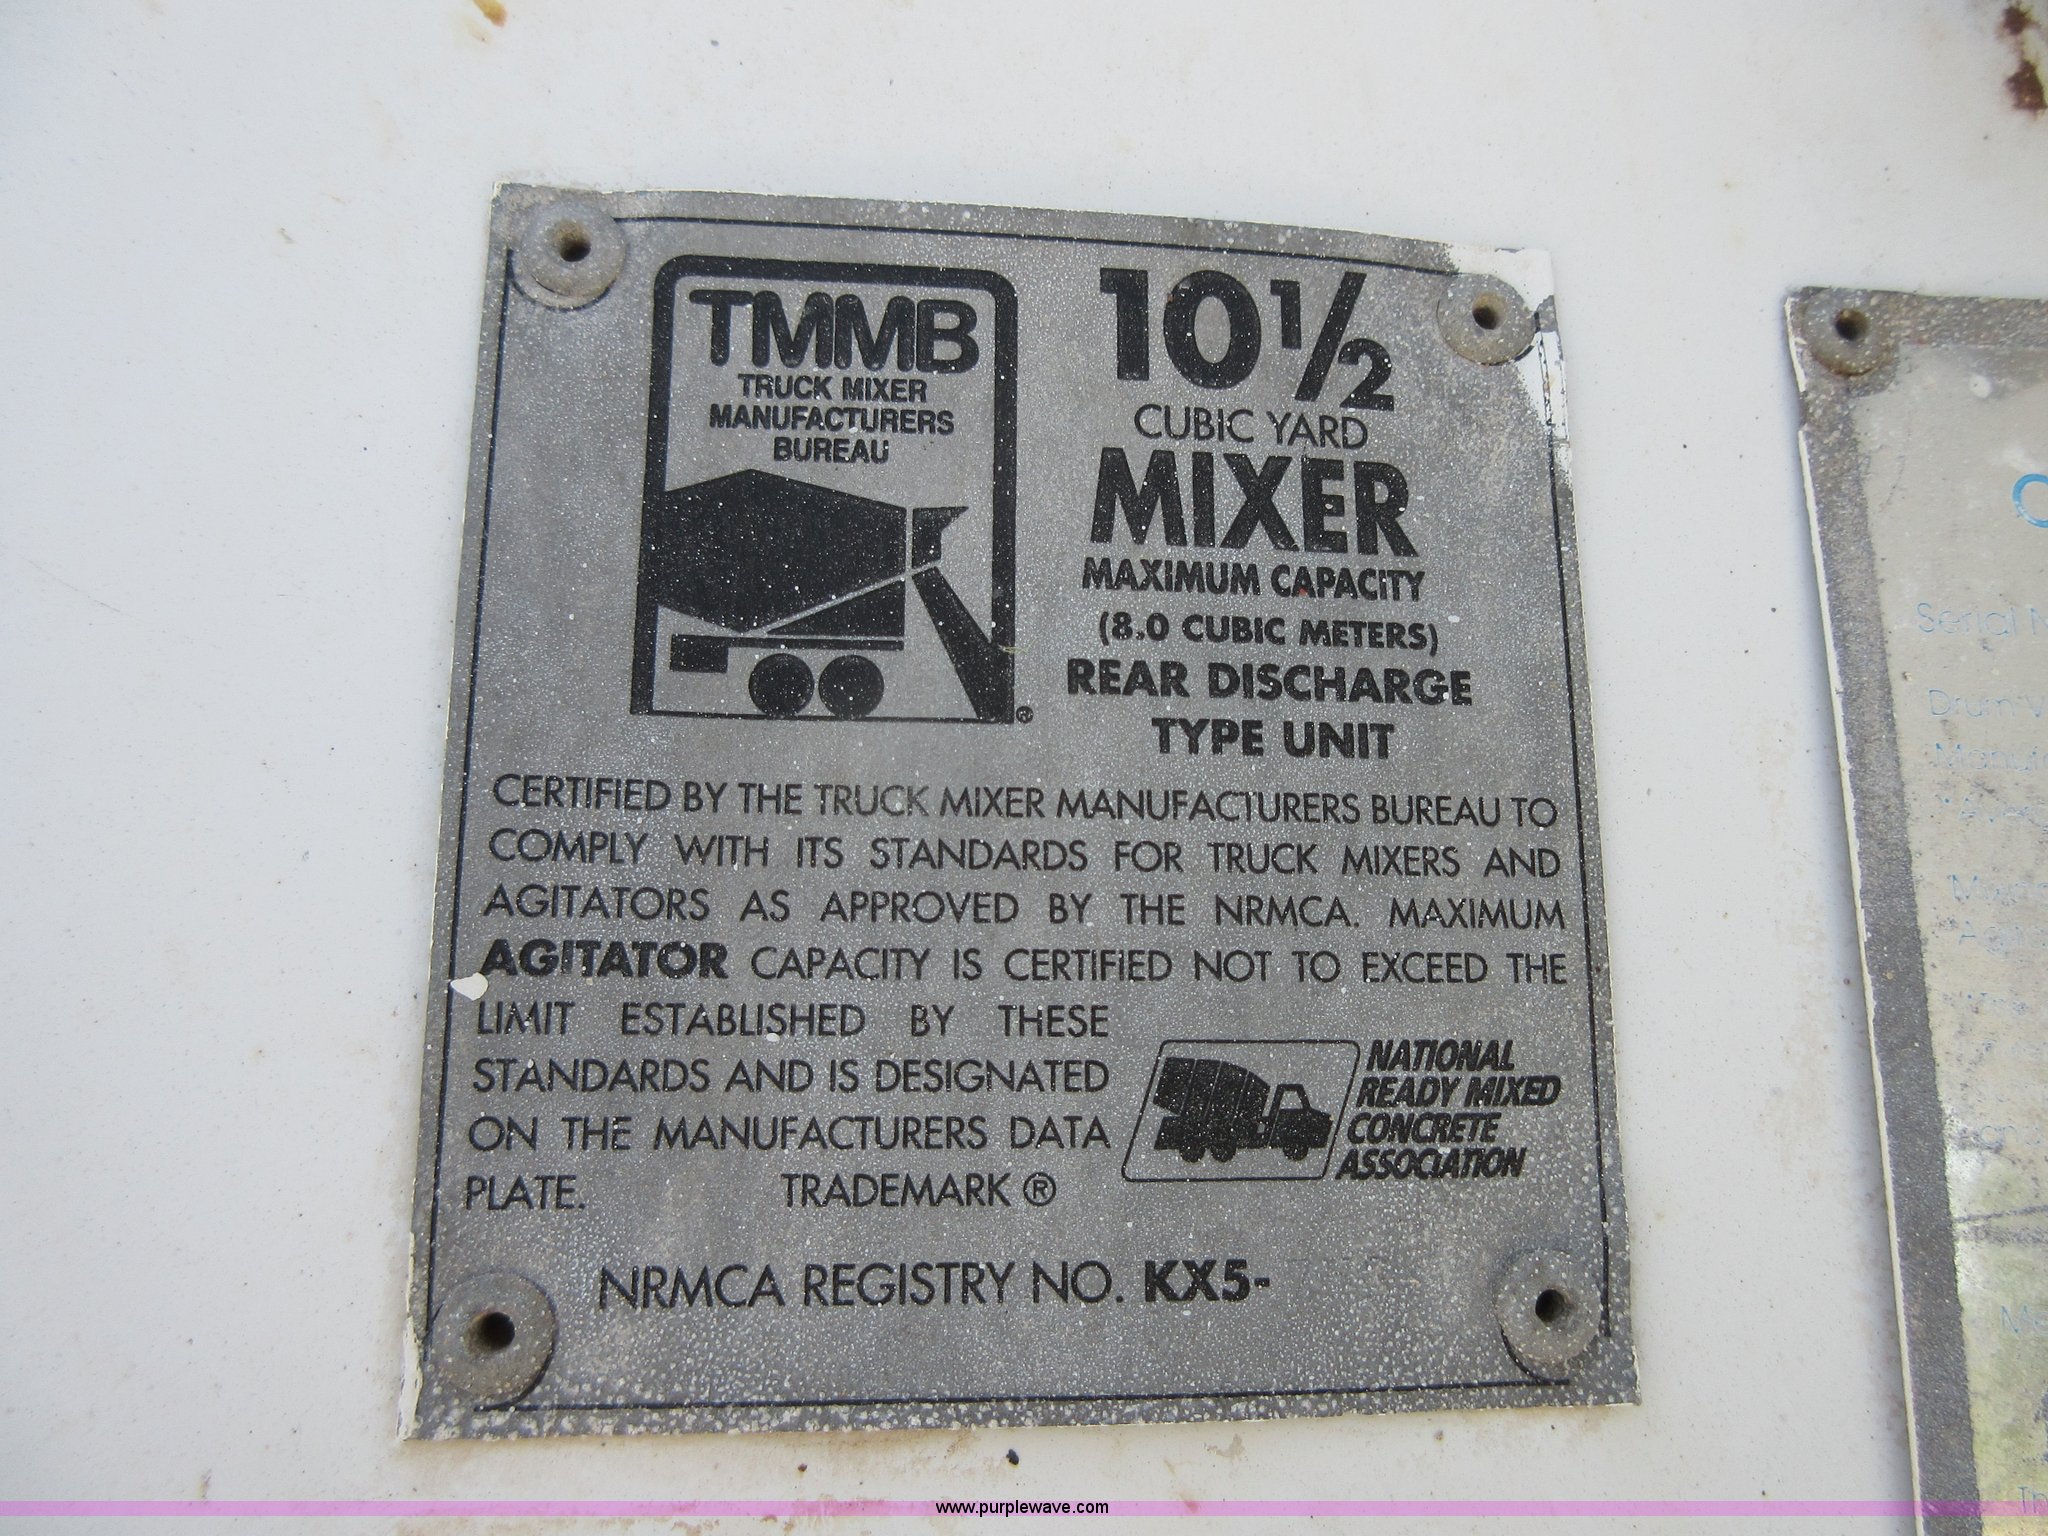 TMMB
TRUCK MIXER
MANUFACTURERS
BUREAU
®
10 1/2
CUBIC YARD
MIXER
MAXIMUM CAPACITY
(8.0 CUBIC METERS)
REAR DISCHARGE
TYPE UNIT
CERTIFIED BY THE TRUCK MIXER MANUFACTURERS BUREAU TO
COMPLY WITH ITS STANDARDS FOR TRUCK MIXERS AND
AGITATORS AS APPROVED BY THE NRMCA. MAXIMUM
AGITATOR CAPACITY IS CERTIFIED NOT TO EXCEED THE
LIMIT ESTABLISHED BY THESE
STANDARDS AND IS DESIGNATED
ON THE MANUFACTURERS DATA
PLATE. TRADEMARK ®
NATIONAL
READY MIXED
CONCRETE
ASSOCIATION
NRMCA REGISTRY NO. KX5-
Serial
www.purplewave.com